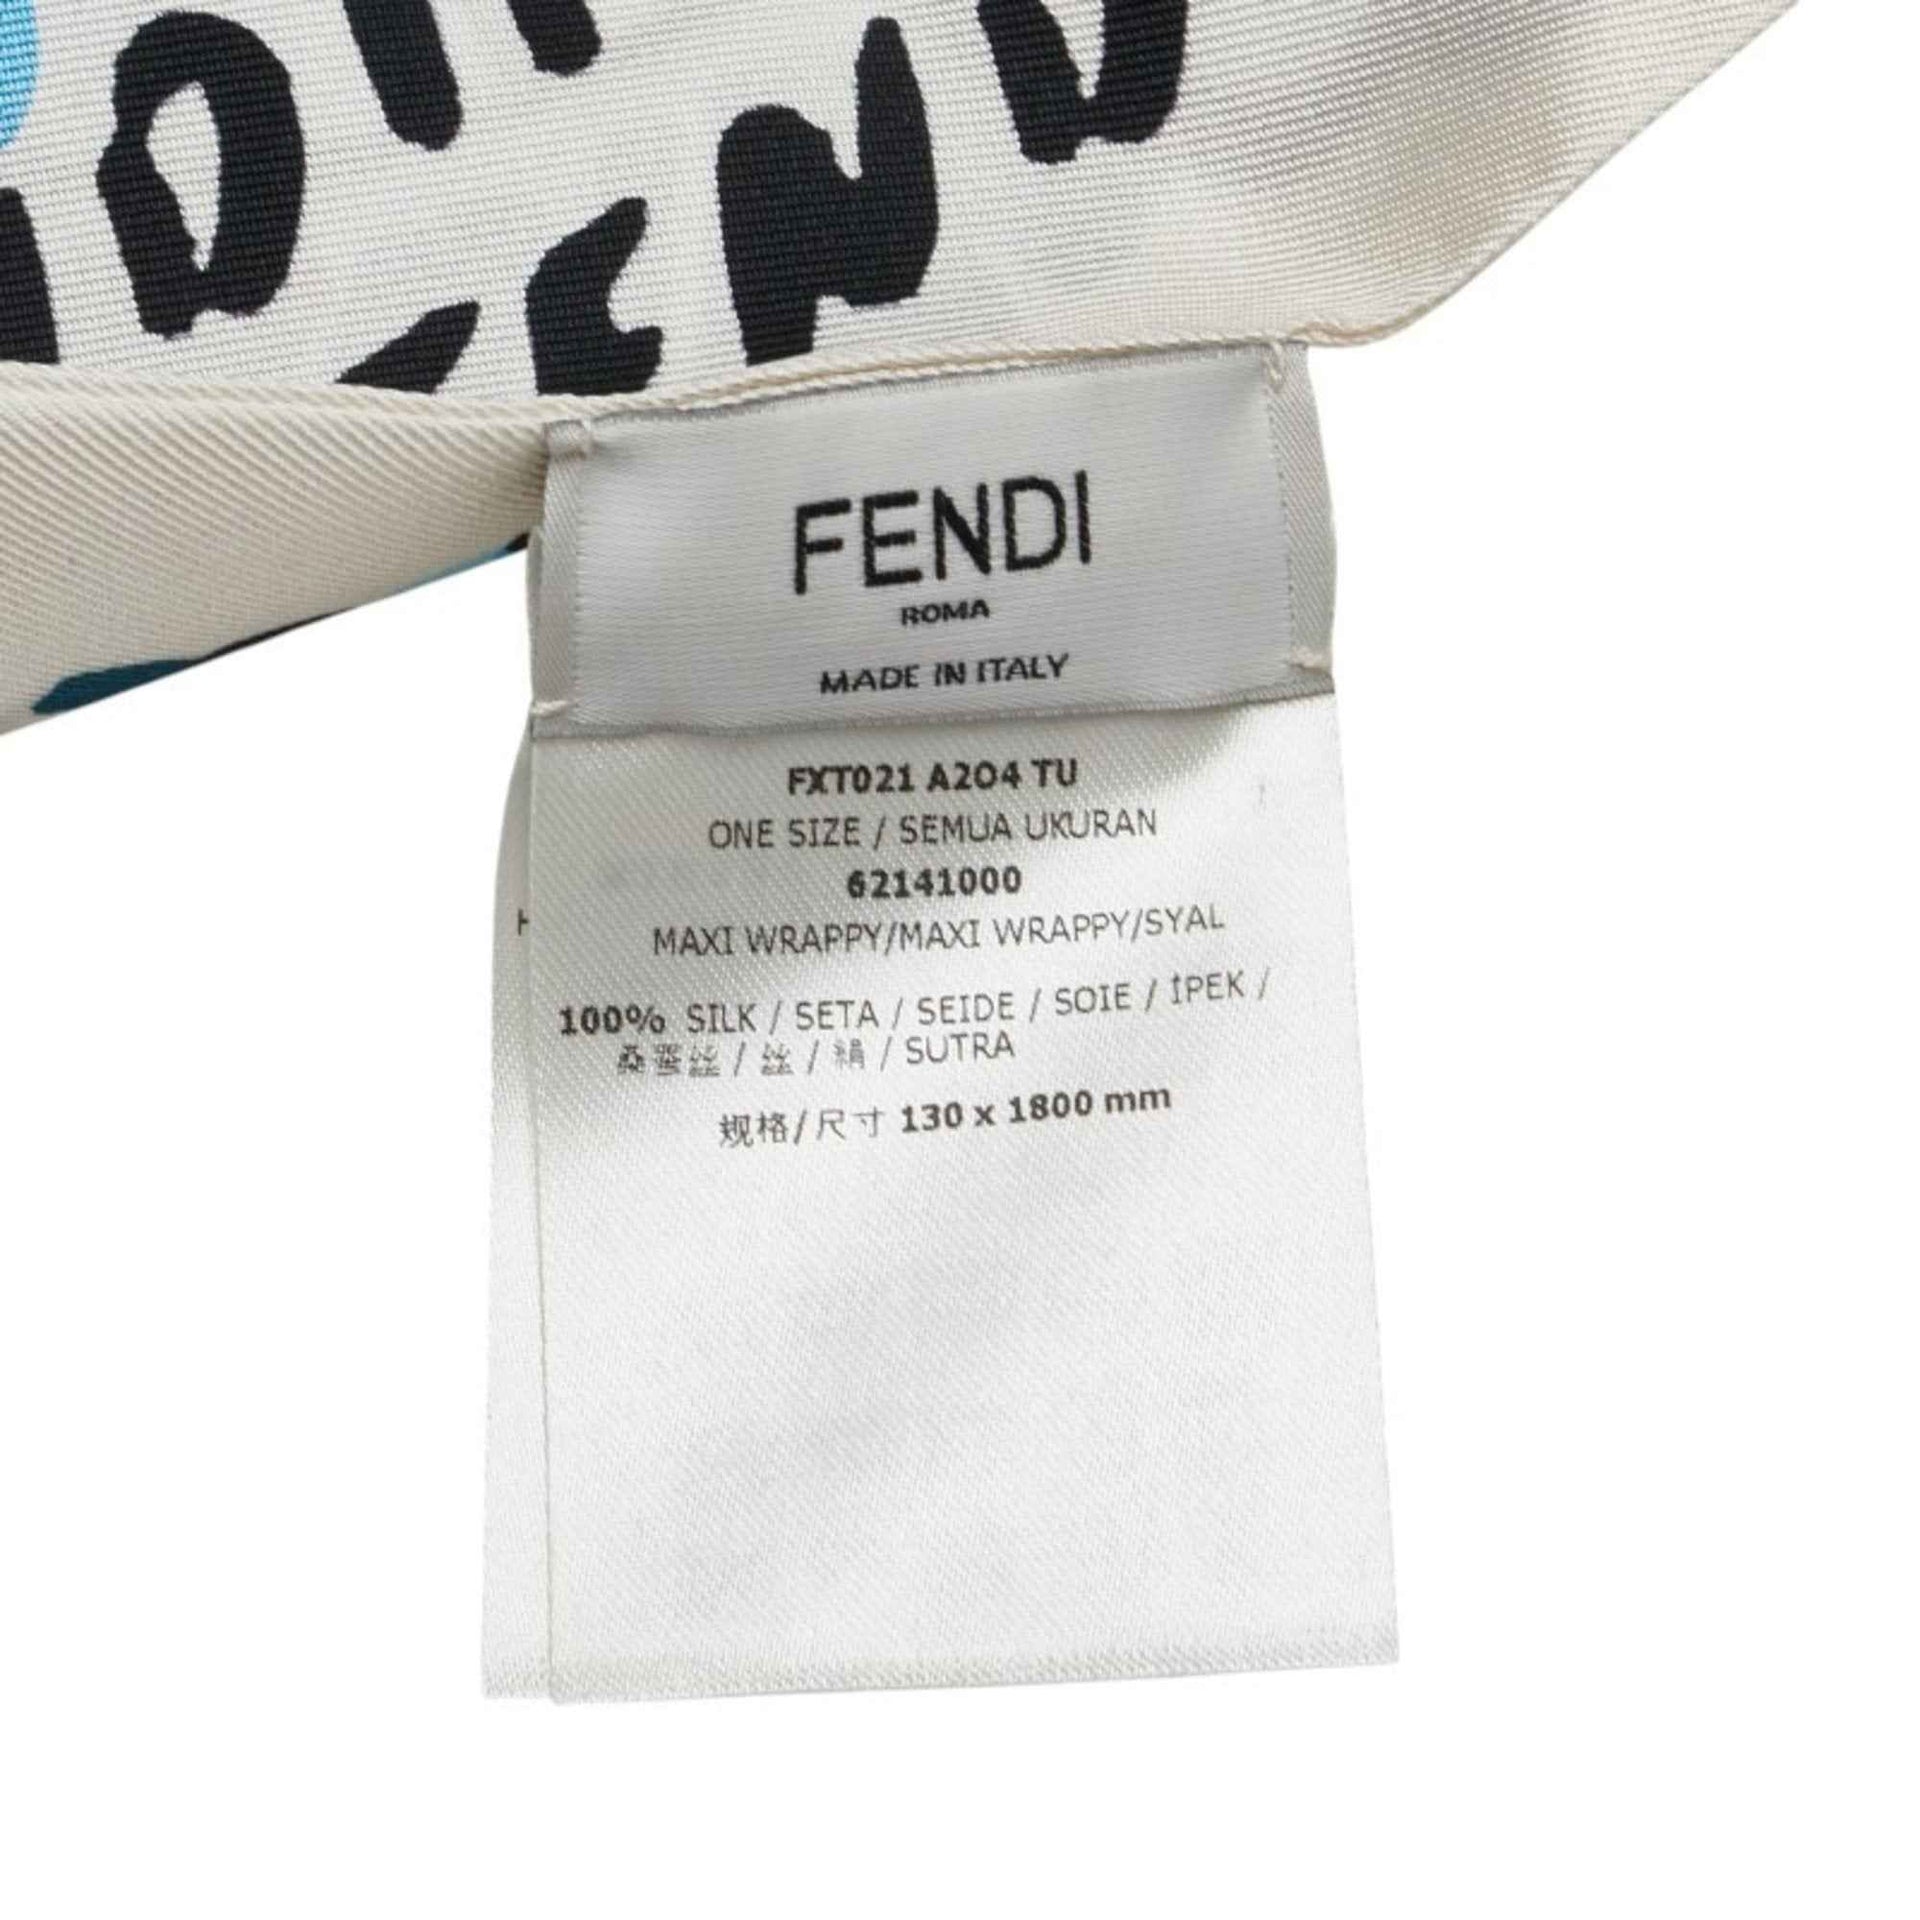 FENDI
ROMA
MADE IN ITALY
FXT021 A2O4 TU
ONE SIZE / SEMUA UKURAN
62141000
MAXI WRAPPY/MAXI WRAPPY/SYAL
100% SILK / SETA / SEIDE / SOIE / İPEK /
桑蚕丝 / 丝 / 絹 / SUTRA
规格/尺寸 130 x 1800 mm